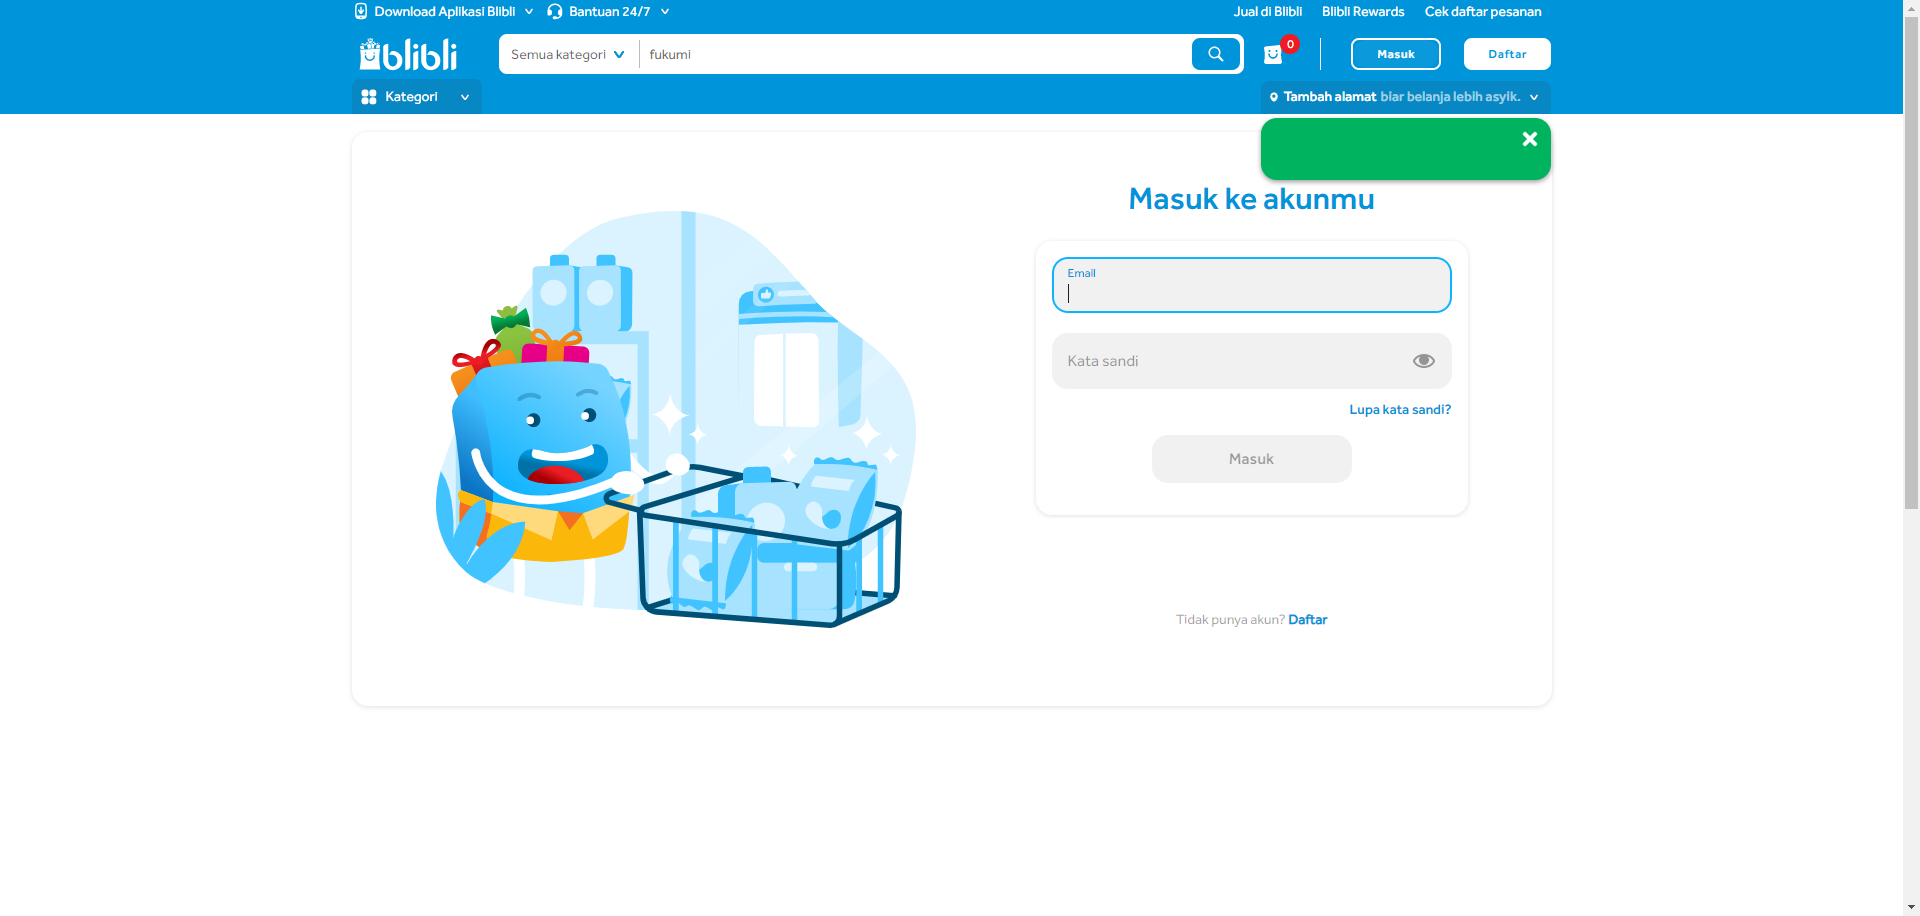 Download Aplikasi Blibli
Bantuan 24/7
Jual di Blibli
Blibli Rewards
Cek daftar pesanan
blibli
Semua kategori
fukumi
0
Masuk
Daftar
Kategori
Tambah alamat biar belanja lebih asyik.
Masuk ke akunmu
Email
Kata sandi
Lupa kata sandi?
Masuk
Tidak punya akun? Daftar